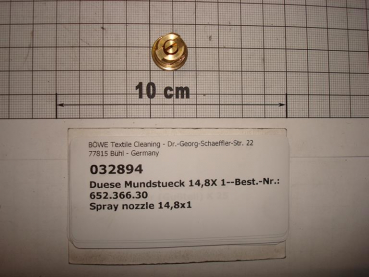 10 cm
BÖWE Textile Cleaning - Dr.-Georg-Schaeffler-Str. 22
77815 Bühl - Germany
032894
Duese Mundstueck 14,8X 1--Best.-Nr.:
652.366.30
Spray nozzle 14,8x1